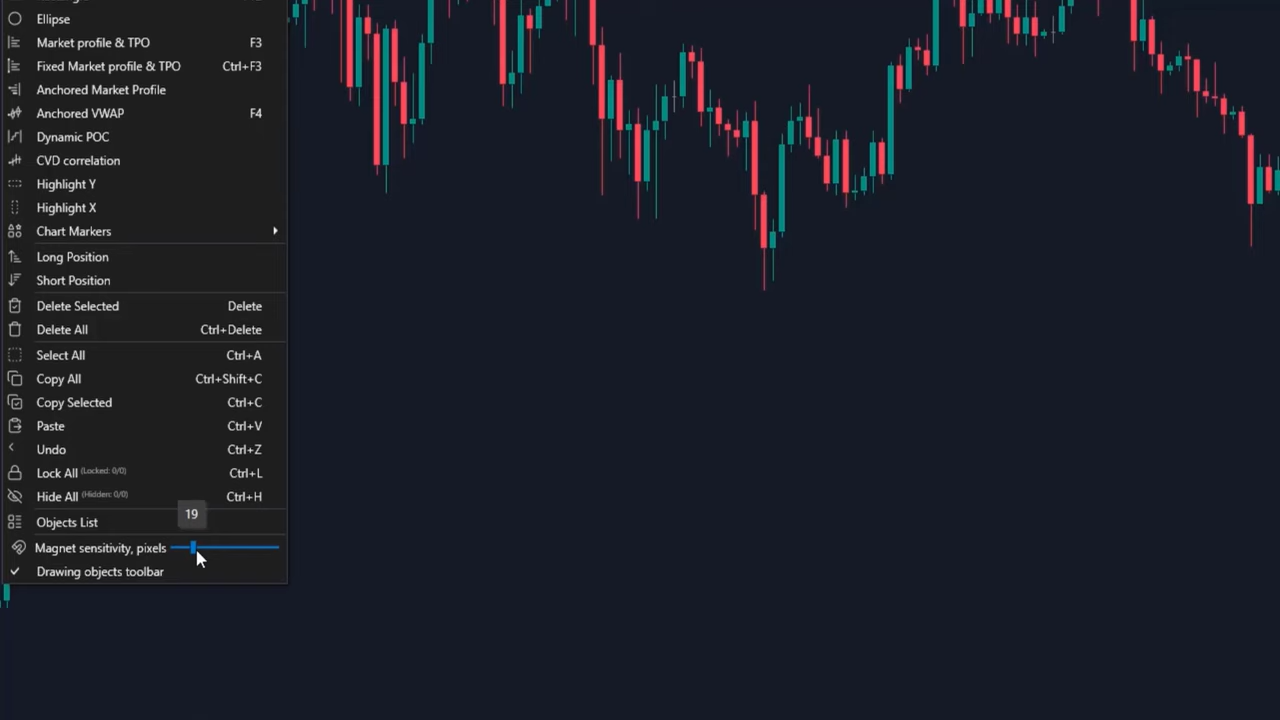 Ellipse
Market profile & TPO F3
Fixed Market profile & TPO Ctrl+F3
Anchored Market Profile
Anchored VWAP F4
Dynamic POC
CVD correlation
Highlight Y
Highlight X
Chart Markers
Long Position
Short Position
Delete Selected Delete
Delete All Ctrl+Delete
Select All Ctrl+A
Copy All Ctrl+Shift+C
Copy Selected Ctrl+C
Paste Ctrl+V
Undo Ctrl+Z
Lock All (Locked: 0/0) Ctrl+L
Hide All (Hidden: 0/0) Ctrl+H
19
Objects List
Magnet sensitivity, pixels
Drawing objects toolbar